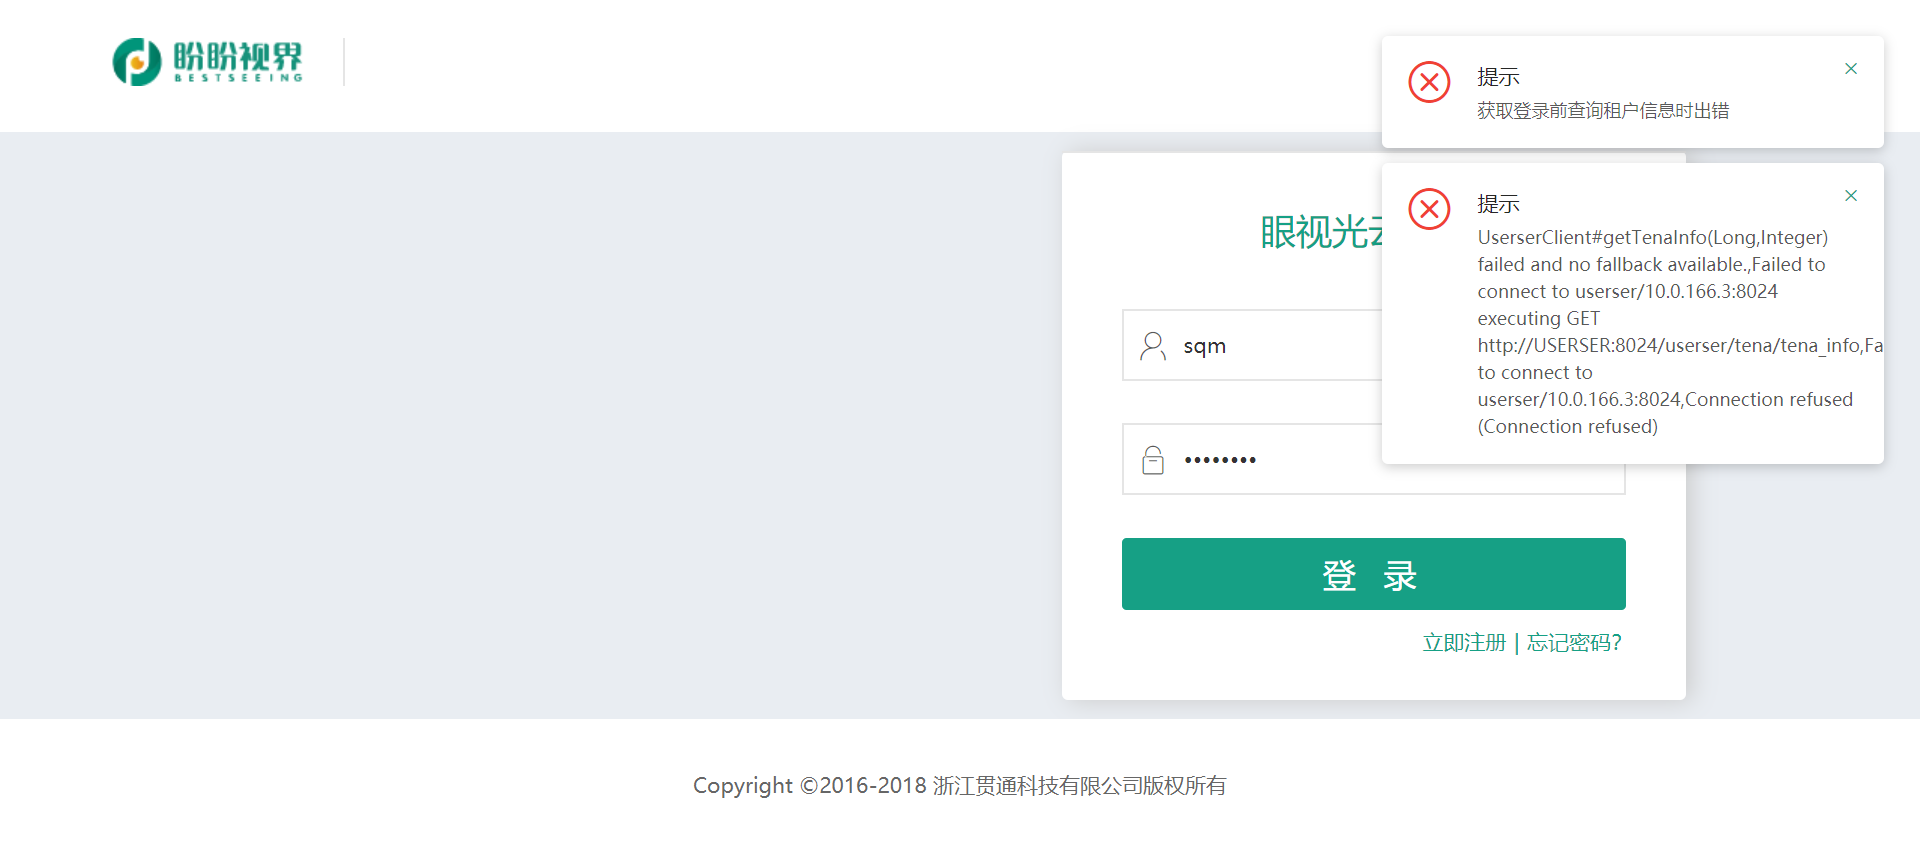 盼盼视界
BESTSEEING
提示
获取登录前查询租户信息时出错
提示
UserserClient#getTenaInfo(Long,Integer)
failed and no fallback available.,Failed to
connect to userser/10.0.166.3:8024
executing GET
http://USERSER:8024/userser/tena/tena_info,Fa
to connect to
userser/10.0.166.3:8024,Connection refused
(Connection refused)
眼视光
sqm
••••••••
登 录
立即注册 | 忘记密码?
Copyright ©2016-2018 浙江贯通科技有限公司版权所有